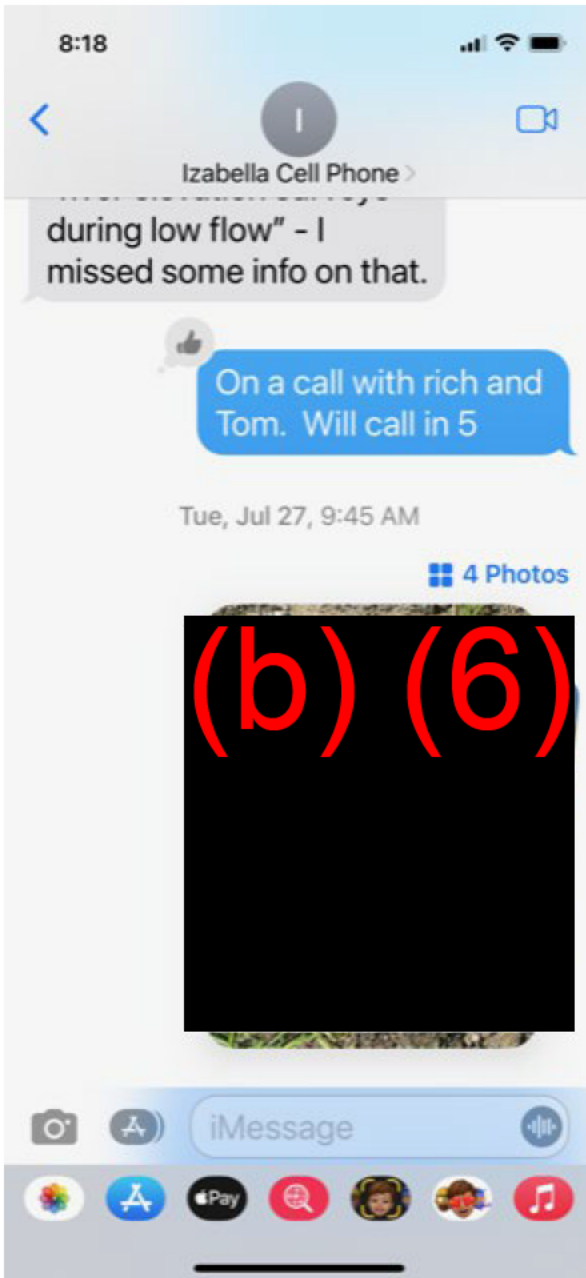 8:18
I
Izabella Cell Phone
during low flow" - I
missed some info on that.
On a call with rich and
Tom.  Will call in 5
Tue, Jul 27, 9:45 AM
4 Photos
(b) (6)
iMessage
Pay